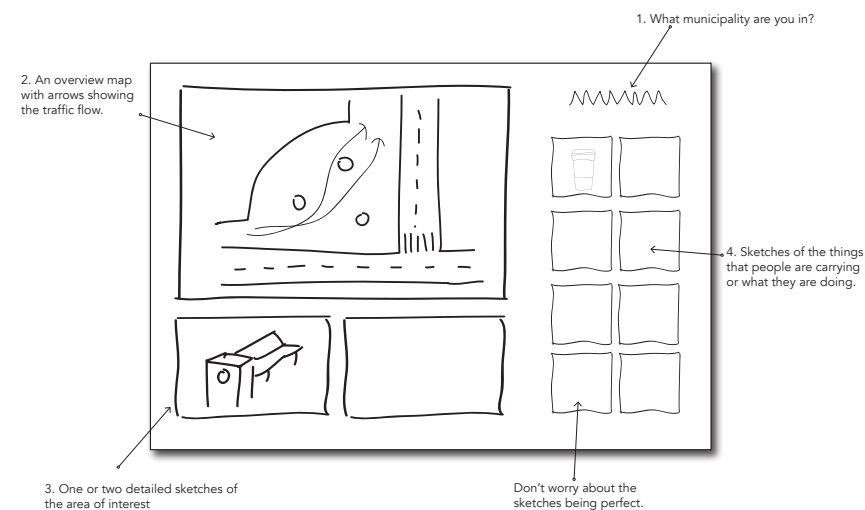 1. What municipality are you in?
2. An overview map
with arrows showing
the traffic flow.
4. Sketches of the things
that people are carrying
or what they are doing.
3. One or two detailed sketches of
the area of interest
Don't worry about the
sketches being perfect.